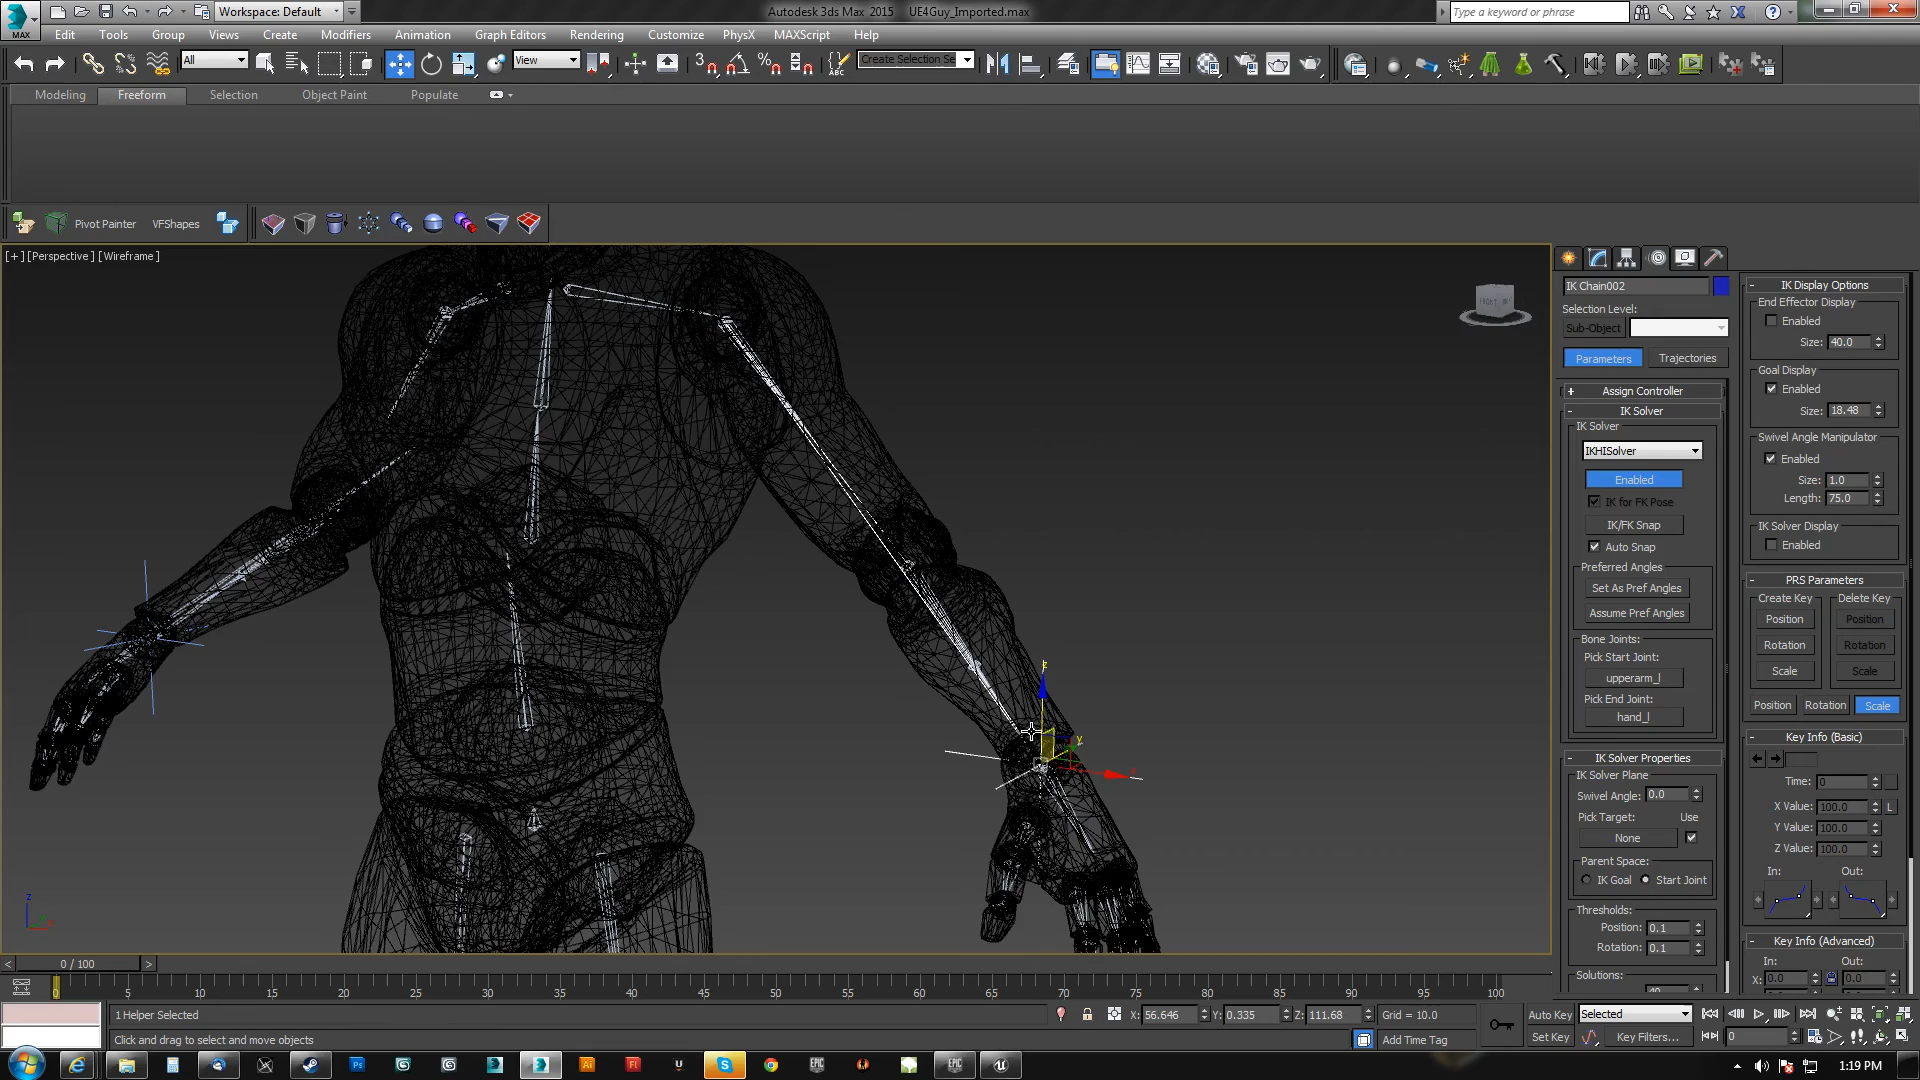 Workspace: Default
Autodesk 3ds Max 2015 UE4Guy_Imported.max
Type a keyword or phrase
MAX
Edit Tools Group Views Create Modifiers Animation Graph Editors Rendering Customize PhysX MAXScript Help
All
View
3
ABC
Create Selection Se
Modeling Freeform Selection Object Paint Populate
Pivot Painter VFShapes
[+] [Perspective ] [Wireframe ]
IK Chain002
Selection Level:
Sub-Object
Parameters Trajectories
+ Assign Controller
- IK Solver
IK Solver
IKHISolver
Enabled
IK for FK Pose
IK/FK Snap
Auto Snap
Preferred Angles
Set As Pref Angles
Assume Pref Angles
Bone Joints:
Pick Start Joint:
upperarm_l
Pick End Joint:
hand_l
- IK Solver Properties
IK Solver Plane
Swivel Angle: 0.0
Pick Target: Use
None
Parent Space:
IK Goal Start Joint
Thresholds:
Position: 0.1
Rotation: 0.1
Solutions:
- IK Display Options
End Effector Display
Enabled
Size: 40.0
Goal Display
Enabled
Size: 18.48
Swivel Angle Manipulator
Enabled
Size: 1.0
Length: 75.0
IK Solver Display
Enabled
- PRS Parameters
Create Key Delete Key
Position Position
Rotation Rotation
Scale Scale
Position Rotation Scale
- Key Info (Basic)
Time: 0
X Value: 100.0 L
Y Value: 100.0
Z Value: 100.0
In: Out:
- Key Info (Advanced)
In: Out:
X: 0.0 0.0
z
y
z
< 0 / 100 >
0 5 10 15 20 25 30 35 40 45 50 55 60 65 70 75 80 85 90 95 100
1 Helper Selected
X: 56.646 Y: 0.335 Z: 111.68 Grid = 10.0
Auto Key Selected
Click and drag to select and move objects
Add Time Tag
Set Key Key Filters...
0
1:19 PM